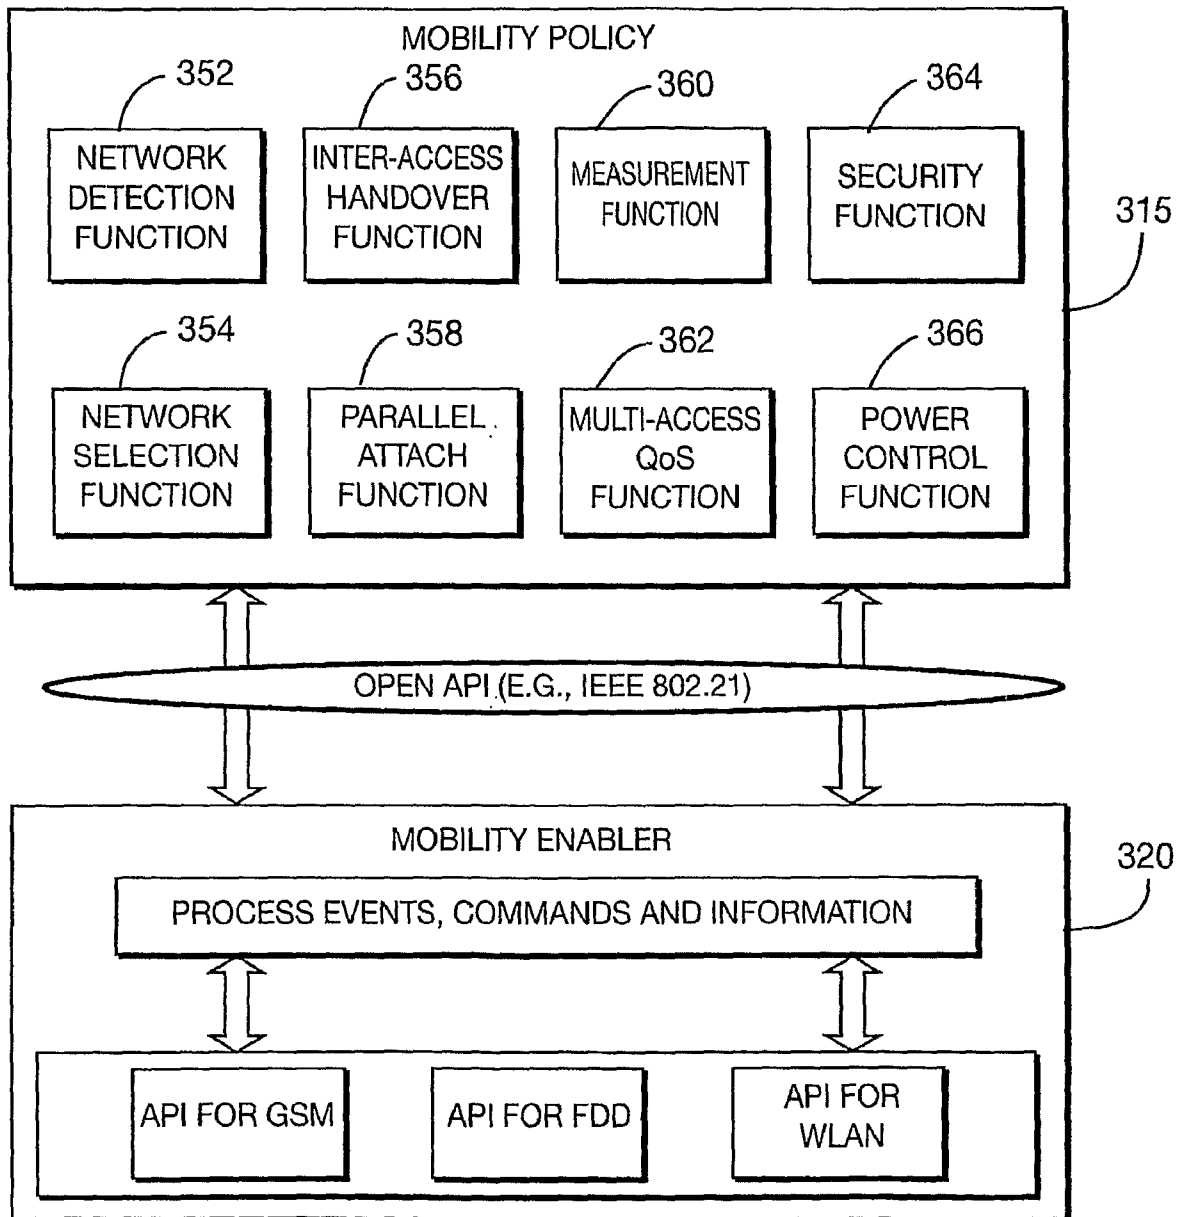 MOBILITY POLICY
352
356
360
364
NETWORK
DETECTION
FUNCTION
INTER-ACCESS
HANDOVER
FUNCTION
MEASUREMENT
FUNCTION
SECURITY
FUNCTION
315
354
358
362
366
NETWORK
SELECTION
FUNCTION
PARALLEL
ATTACH
FUNCTION
MULTI-ACCESS
QoS
FUNCTION
POWER
CONTROL
FUNCTION
OPEN API (E.G., IEEE 802.21)
MOBILITY ENABLER
320
PROCESS EVENTS, COMMANDS AND INFORMATION
API FOR GSM
API FOR FDD
API FOR
WLAN